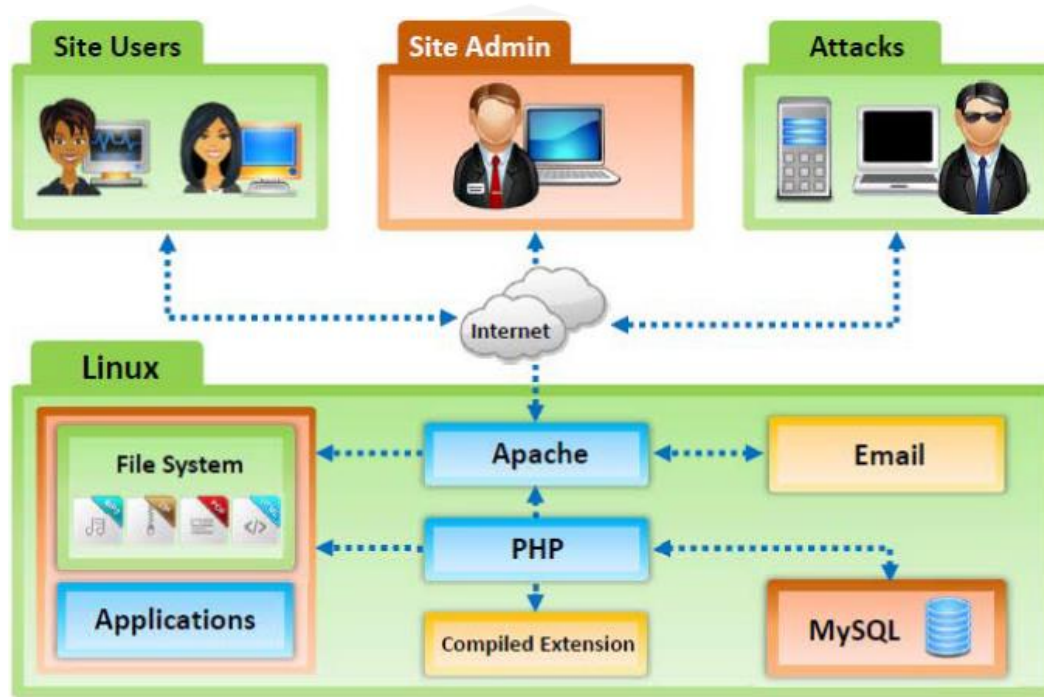 Site Users
Site Admin
Attacks
Internet
Linux
File System
Apache
Email
PHP
Applications
Compiled Extension
MySQL